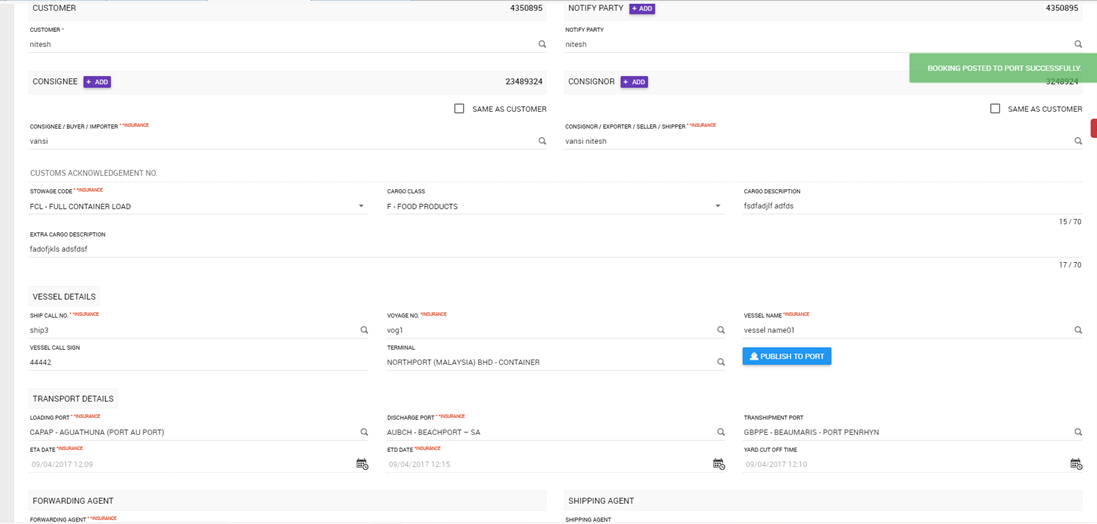 CUSTOMER 4350895 NOTIFY PARTY + ADD 4350895
CUSTOMER * NOTIFY PARTY
nitesh nitesh
BOOKING POSTED TO PORT SUCCESSFULLY.
CONSIGNEE + ADD 23489324 CONSIGNOR + ADD 3248924
SAME AS CUSTOMER SAME AS CUSTOMER
CONSIGNEE / BUYER / IMPORTER * *INSURANCE CONSIGNOR / EXPORTER / SELLER / SHIPPER * *INSURANCE
vansi vansi nitesh
CUSTOMS ACKNOWLEDGEMENT NO.
STOWAGE CODE * *INSURANCE CARGO CLASS CARGO DESCRIPTION
FCL - FULL CONTAINER LOAD F - FOOD PRODUCTS fsdfadjlf adfds
15 / 70
EXTRA CARGO DESCRIPTION
fadofjkls adsfdsf
17 / 70
VESSEL DETAILS
SHIP CALL NO. * *INSURANCE VOYAGE NO. *INSURANCE VESSEL NAME *INSURANCE
ship3 vog1 vessel name01
VESSEL CALL SIGN TERMINAL
44442 NORTHPORT (MALAYSIA) BHD - CONTAINER PUBLISH TO PORT
TRANSPORT DETAILS
LOADING PORT * *INSURANCE DISCHARGE PORT * *INSURANCE TRANSHIPMENT PORT
CAPAP - AGUATHUNA (PORT AU PORT) AUBCH - BEACHPORT – SA GBPPE - BEAUMARIS - PORT PENRHYN
ETA DATE *INSURANCE ETD DATE *INSURANCE YARD CUT OFF TIME
09/04/2017 12:09 09/04/2017 12:15 09/04/2017 12:10
FORWARDING AGENT SHIPPING AGENT
FORWARDING AGENT * *INSURANCE SHIPPING AGENT